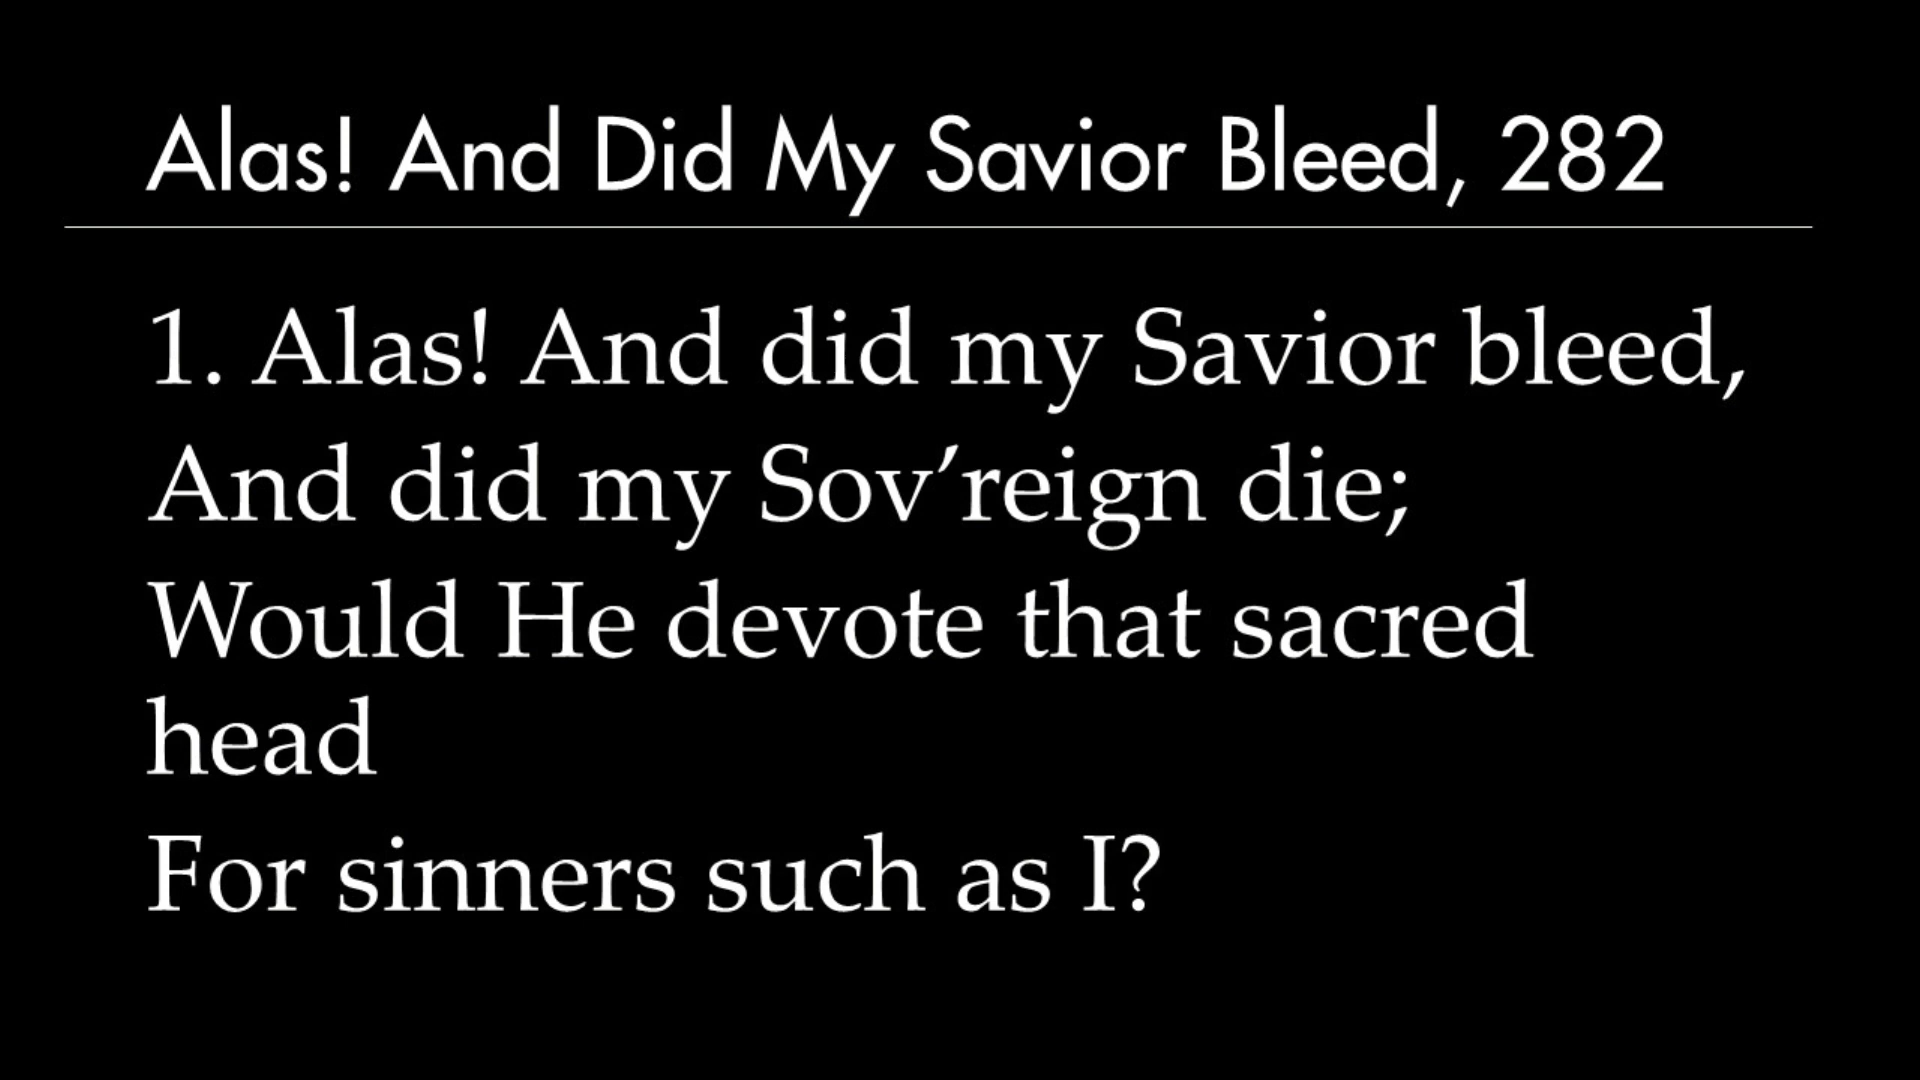 Alas! And Did My Savior Bleed, 282
1. Alas! And did my Savior bleed,
And did my Sov’reign die;
Would He devote that sacred
head
For sinners such as I?